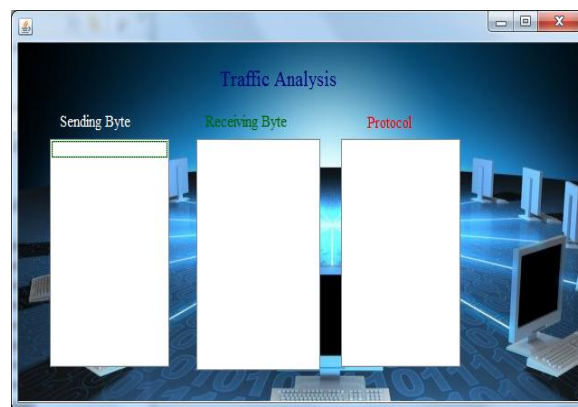 Traffic Analysis
Sending Byte
Receiving Byte
Protocol